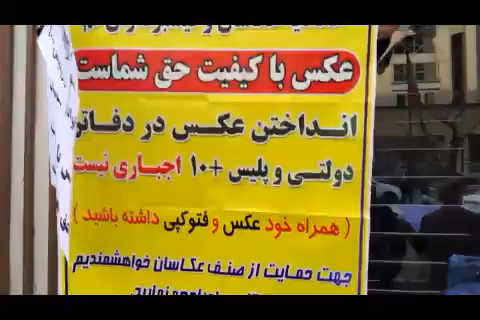 عکس با کیفیت حق شماست
انداختن عکس در دفاتر
دولتی و پلیس +۱۰ اجباری نیست
( همراه خود عکس و فتوکپی داشته باشید )
جهت حمایت از صنف عکاسان خواهشمندیم